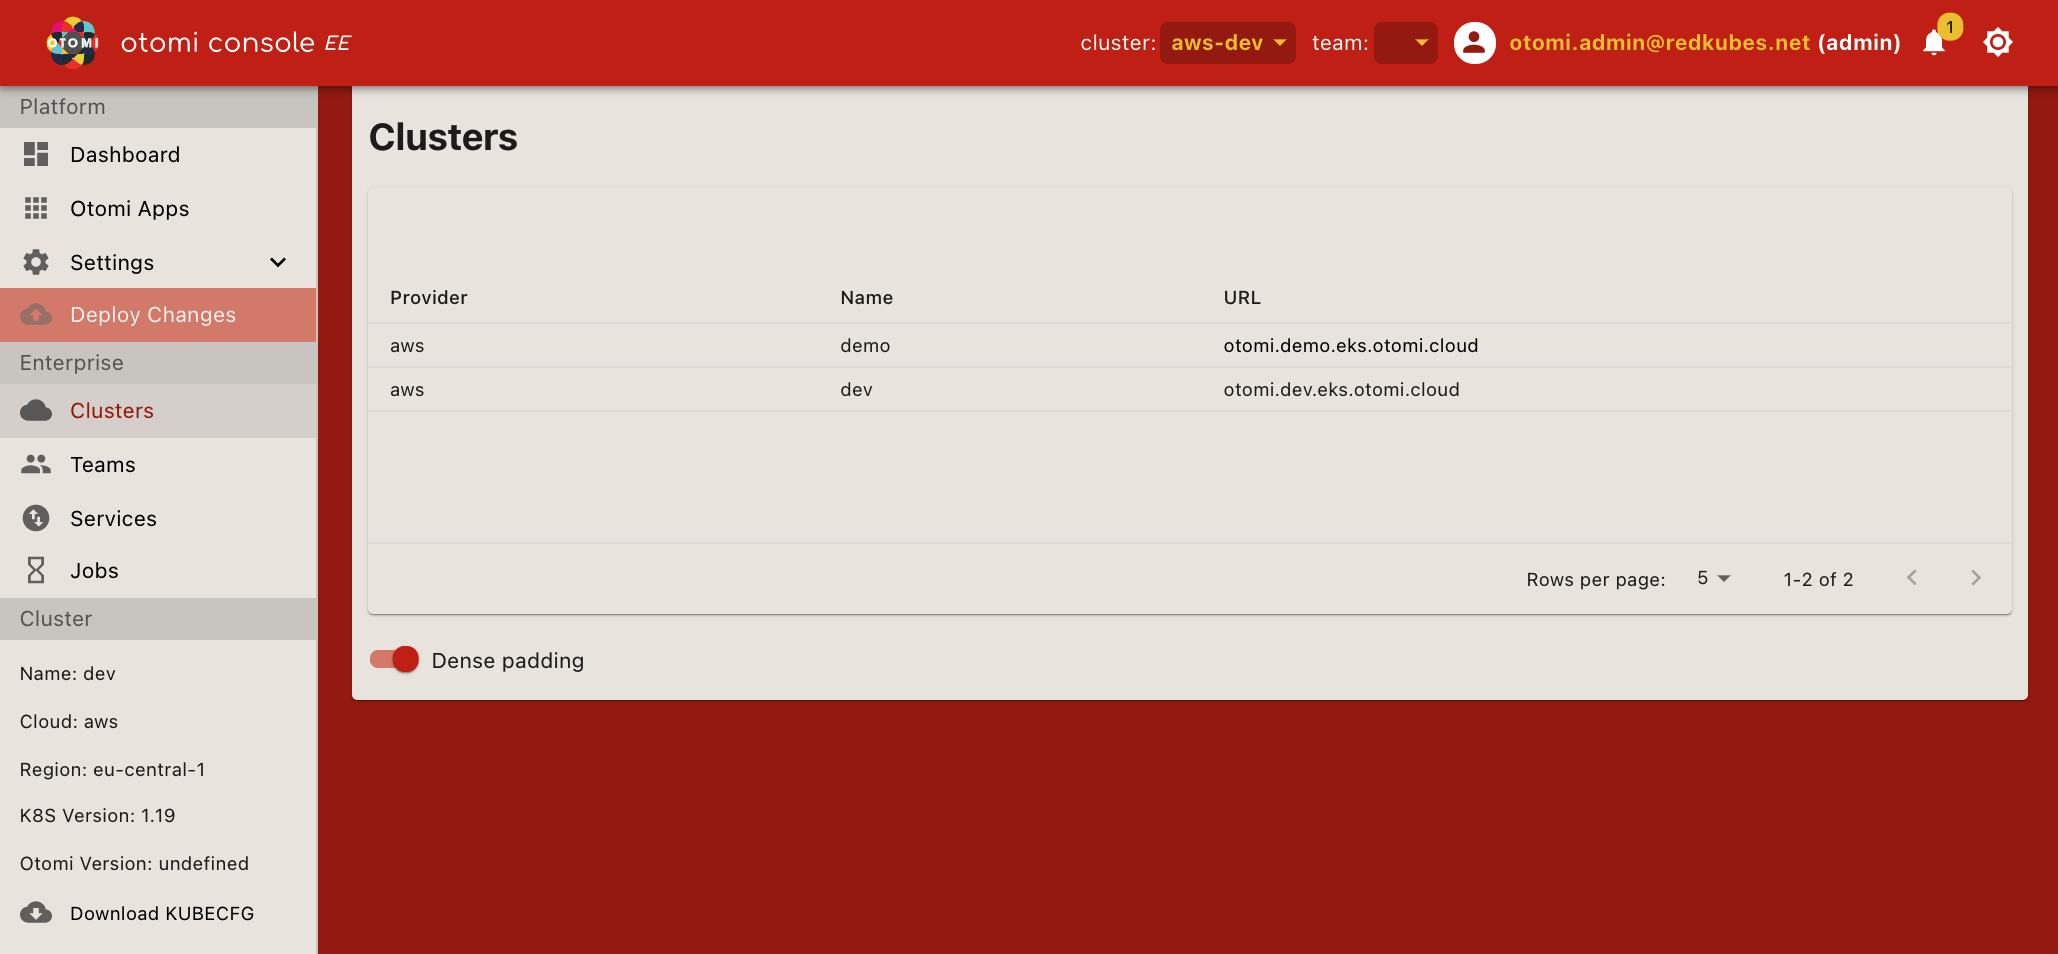 OTOMI otomi console EE cluster: aws-dev team: otomi.admin@redkubes.net (admin) 1
Platform
Dashboard
Otomi Apps
Settings
Deploy Changes
Enterprise
Clusters
Teams
Services
Jobs
Cluster
Name: dev
Cloud: aws
Region: eu-central-1
K8S Version: 1.19
Otomi Version: undefined
Download KUBECFG
Clusters
Provider Name URL
aws demo otomi.demo.eks.otomi.cloud
aws dev otomi.dev.eks.otomi.cloud
Rows per page: 5 1-2 of 2
Dense padding